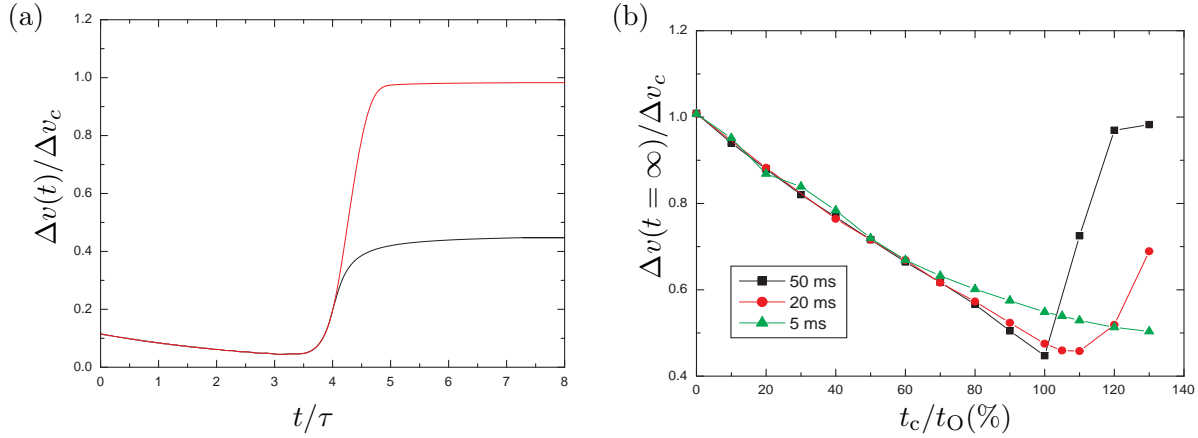 (a)
Δv(t)/Δv_c
1.2
1.0
0.8
0.6
0.4
0.2
0.0
0 1 2 3 4 5 6 7 8
t/τ
(b)
Δv(t = ∞)/Δv_c
1.2
1.0
0.8
0.6
0.4
50 ms
20 ms
5 ms
0 20 40 60 80 100 120 140
t_c/t_O(%)